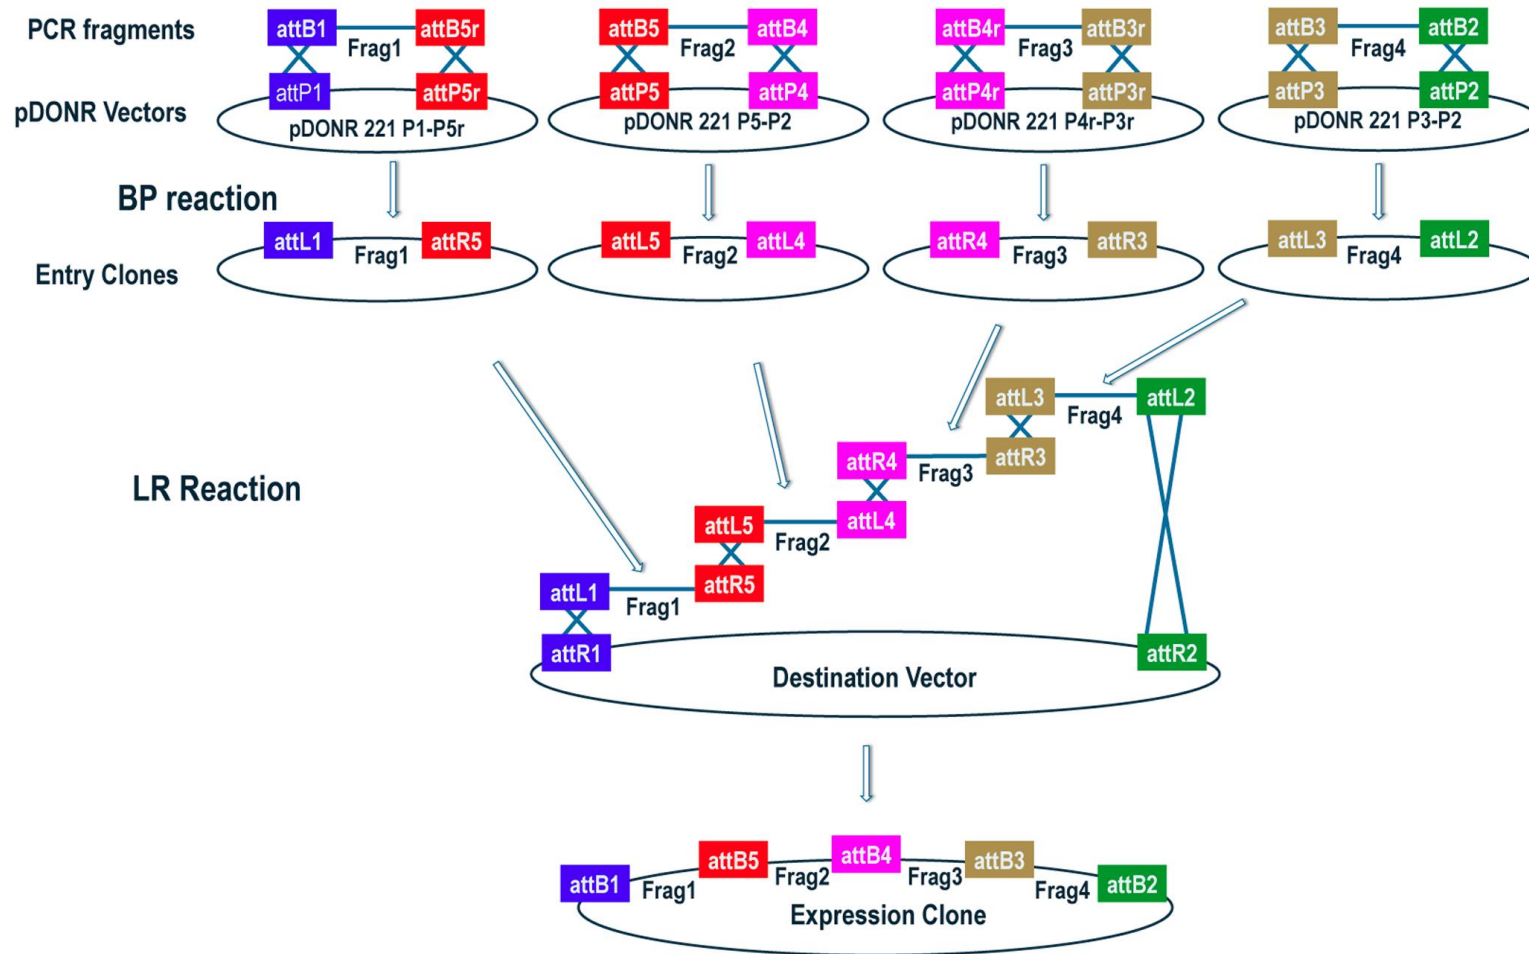 PCR fragments
attB1
Frag1
attB5r
attB5
Frag2
attB4
attB4r
Frag3
attB3r
attB3
Frag4
attB2
pDONR Vectors
attP1
attP5r
attP5
attP4
attP4r
attP3r
attP3
attP2
pDONR 221 P1-P5r
pDONR 221 P5-P2
pDONR 221 P4r-P3r
pDONR 221 P3-P2
BP reaction
Entry Clones
attL1
Frag1
attR5
attL5
Frag2
attL4
attR4
Frag3
attR3
attL3
Frag4
attL2
LR Reaction
attL3
Frag4
attL2
attR4
Frag3
attR3
attL5
Frag2
attL4
attL1
Frag1
attR5
attR1
attR2
Destination Vector
attB1
Frag1
attB5
Frag2
attB4
Frag3
attB3
Frag4
attB2
Expression Clone